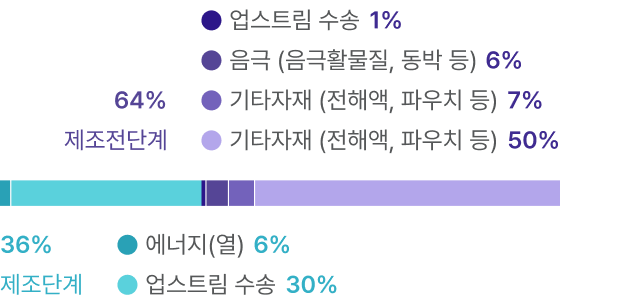 업스트림 수송 1%
음극 (음극활물질, 동박 등) 6%
64% 기타자재 (전해액, 파우치 등) 7%
제조전단계 기타자재 (전해액, 파우치 등) 50%
36% 에너지(열) 6%
제조단계 업스트림 수송 30%